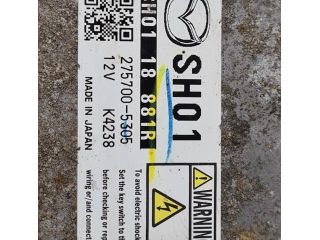 SH01
SH01 18 881R
275700-5305
12V K4238
MADE IN JAPAN
WARNING
To avoid electric shock
Set the key switch to th
before checking or rep
wiring or/and connect